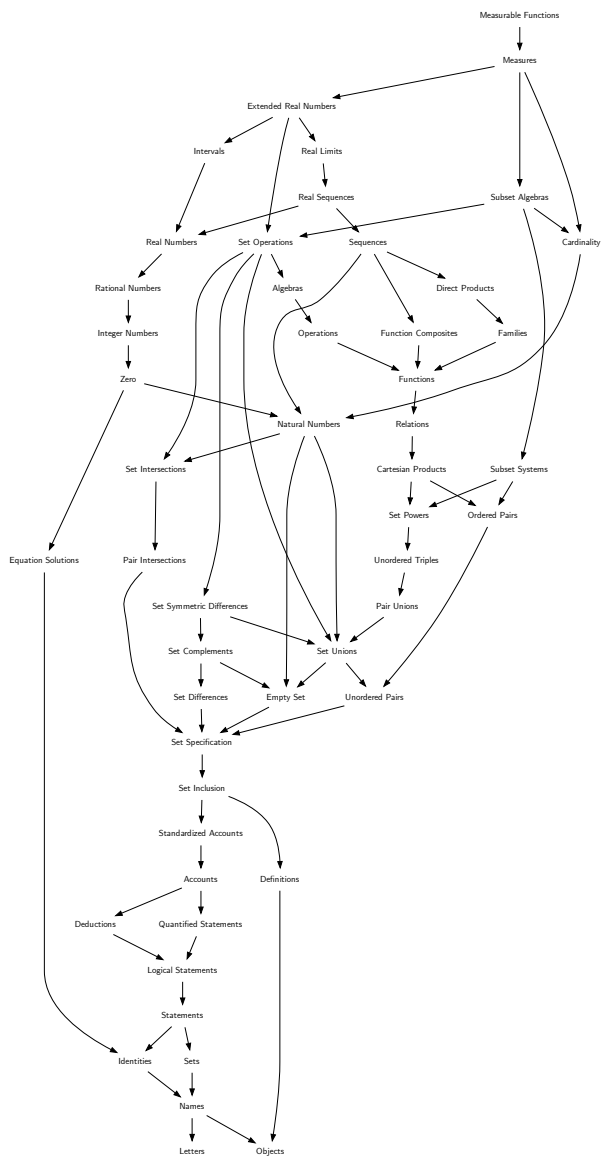 Measurable Functions
Measures
Extended Real Numbers
Intervals
Real Limits
Real Sequences
Subset Algebras
Real Numbers
Set Operations
Sequences
Cardinality
Rational Numbers
Algebras
Direct Products
Integer Numbers
Operations
Function Composites
Families
Zero
Functions
Natural Numbers
Relations
Set Intersections
Cartesian Products
Subset Systems
Set Powers
Ordered Pairs
Equation Solutions
Pair Intersections
Unordered Triples
Set Symmetric Differences
Pair Unions
Set Complements
Set Unions
Set Differences
Empty Set
Unordered Pairs
Set Specification
Set Inclusion
Standardized Accounts
Accounts
Definitions
Deductions
Quantified Statements
Logical Statements
Statements
Identities
Sets
Names
Letters
Objects